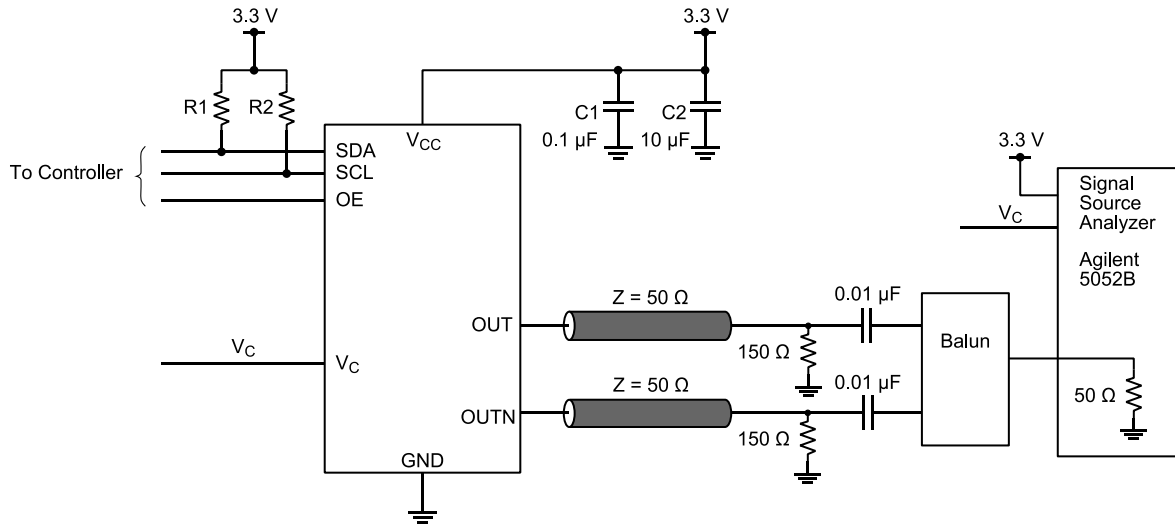 3.3 V
3.3 V
R1
R2
C1
0.1 µF
C2
10 µF
VCC
To Controller
SDA
SCL
OE
3.3 V
VC
Signal
Source
Analyzer
Agilent
5052B
Z = 50 Ω
0.01 µF
OUT
150 Ω
Balun
VC
VC
Z = 50 Ω
0.01 µF
50 Ω
OUTN
150 Ω
GND